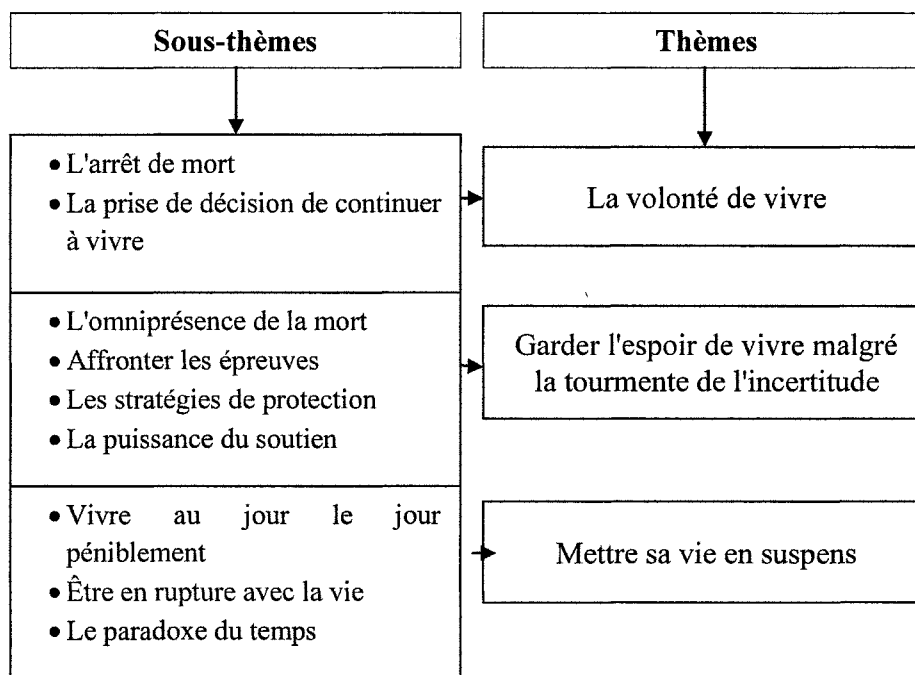 Sous-thèmes
Thèmes
• L'arrêt de mort
• La prise de décision de continuer
à vivre
La volonté de vivre
• L'omniprésence de la mort
• Affronter les épreuves
• Les stratégies de protection
• La puissance du soutien
Garder l'espoir de vivre malgré
la tourmente de l'incertitude
• Vivre au jour le jour
péniblement
• Être en rupture avec la vie
• Le paradoxe du temps
Mettre sa vie en suspens